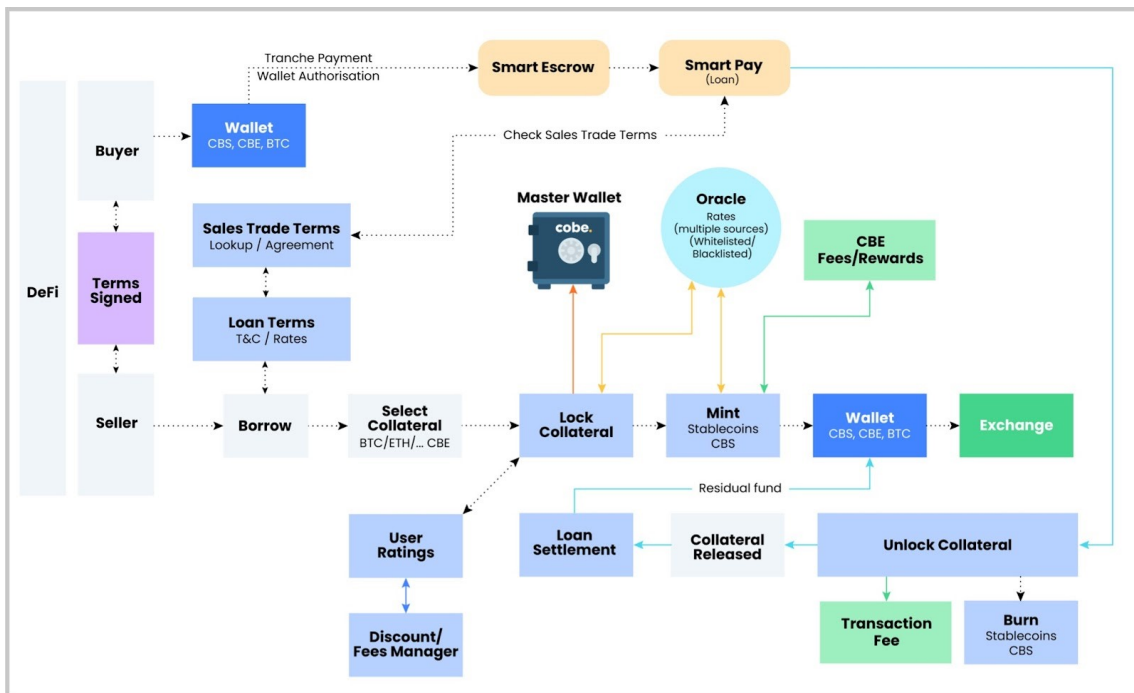 Tranche Payment
Wallet Authorisation
Smart Escrow
Smart Pay
(Loan)
DeFi
Buyer
Wallet
CBS, CBE, BTC
Check Sales Trade Terms
Terms
Signed
Sales Trade Terms
Lookup / Agreement
Master Wallet
cobe.
Oracle
Rates
(multiple sources)
(Whitelisted/
Blacklisted)
CBE
Fees/Rewards
Loan Terms
T&C / Rates
Seller
Borrow
Select
Collateral
BTC/ETH/... CBE
Lock
Collateral
Mint
Stablecoins
CBS
Wallet
CBS, CBE, BTC
Exchange
Residual fund
User
Ratings
Loan
Settlement
Collateral
Released
Unlock Collateral
Discount/
Fees Manager
Transaction
Fee
Burn
Stablecoins
CBS